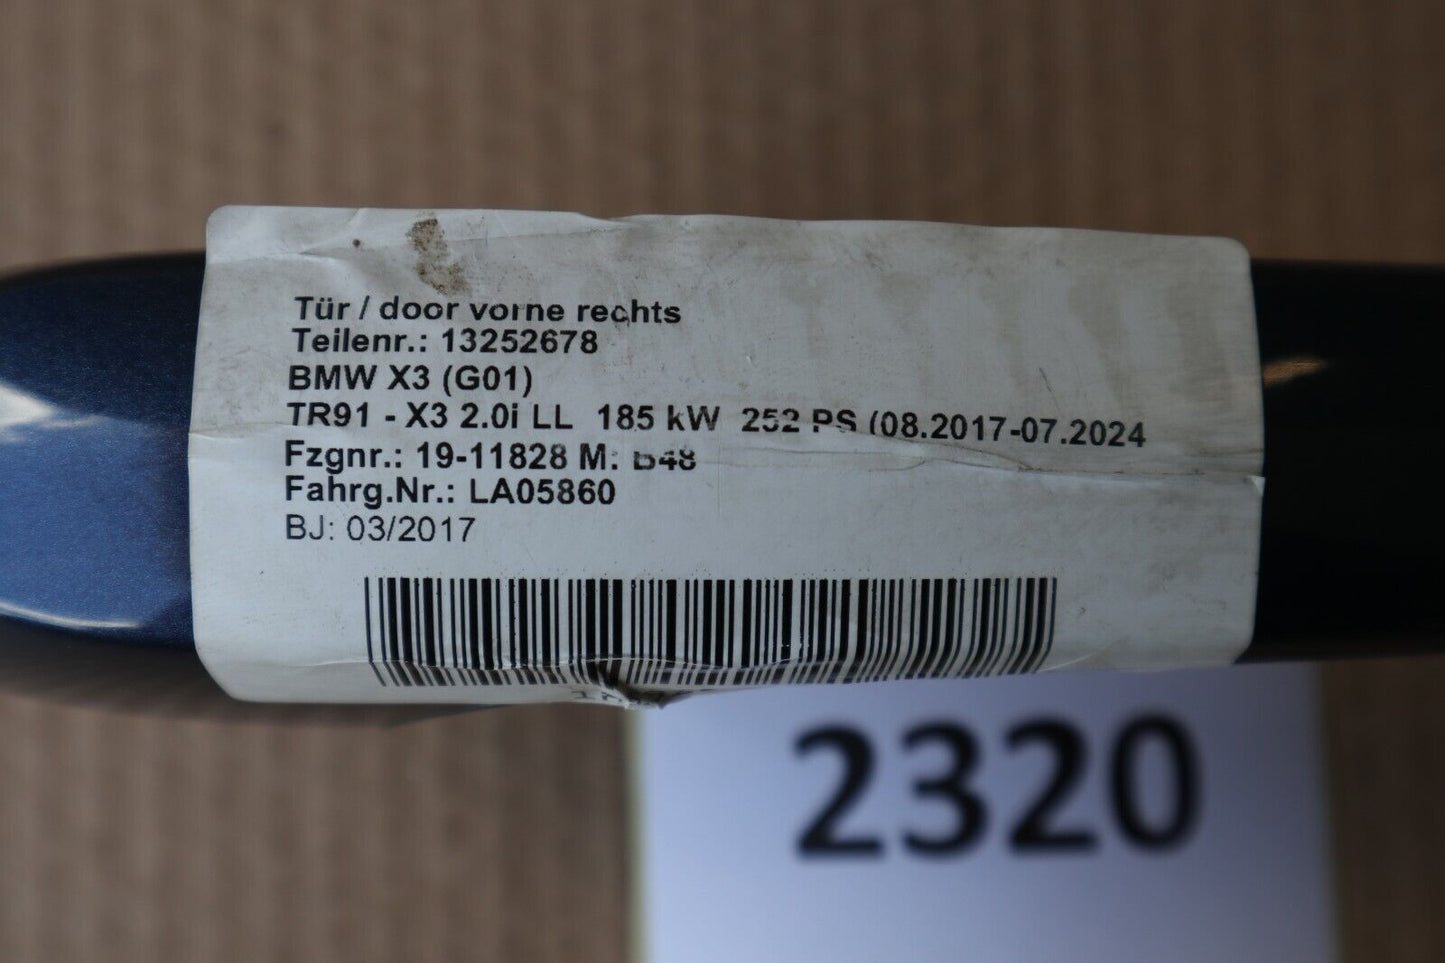 Tür / door vorne rechts
Teilenr.: 13252678
BMW X3 (G01)
TR91 - X3 2.0i LL 185 kW 252 PS (08.2017-07.2024
Fzgnr.: 19-11828 M: B48
Fahrg.Nr.: LA05860
BJ: 03/2017
2320